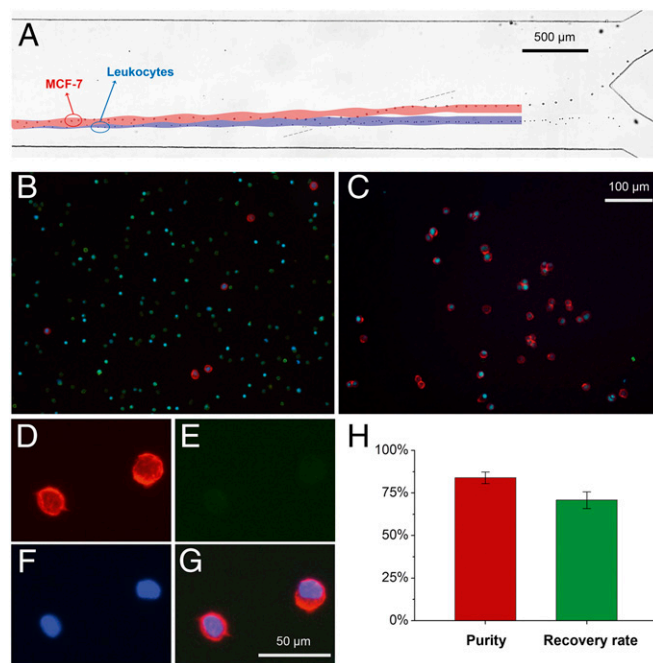 A
500 µm
Leukocytes
MCF-7
B
C
100 µm
D
E
H
100%
75%
F
G
50%
25%
50 µm
0%
Purity
Recovery rate